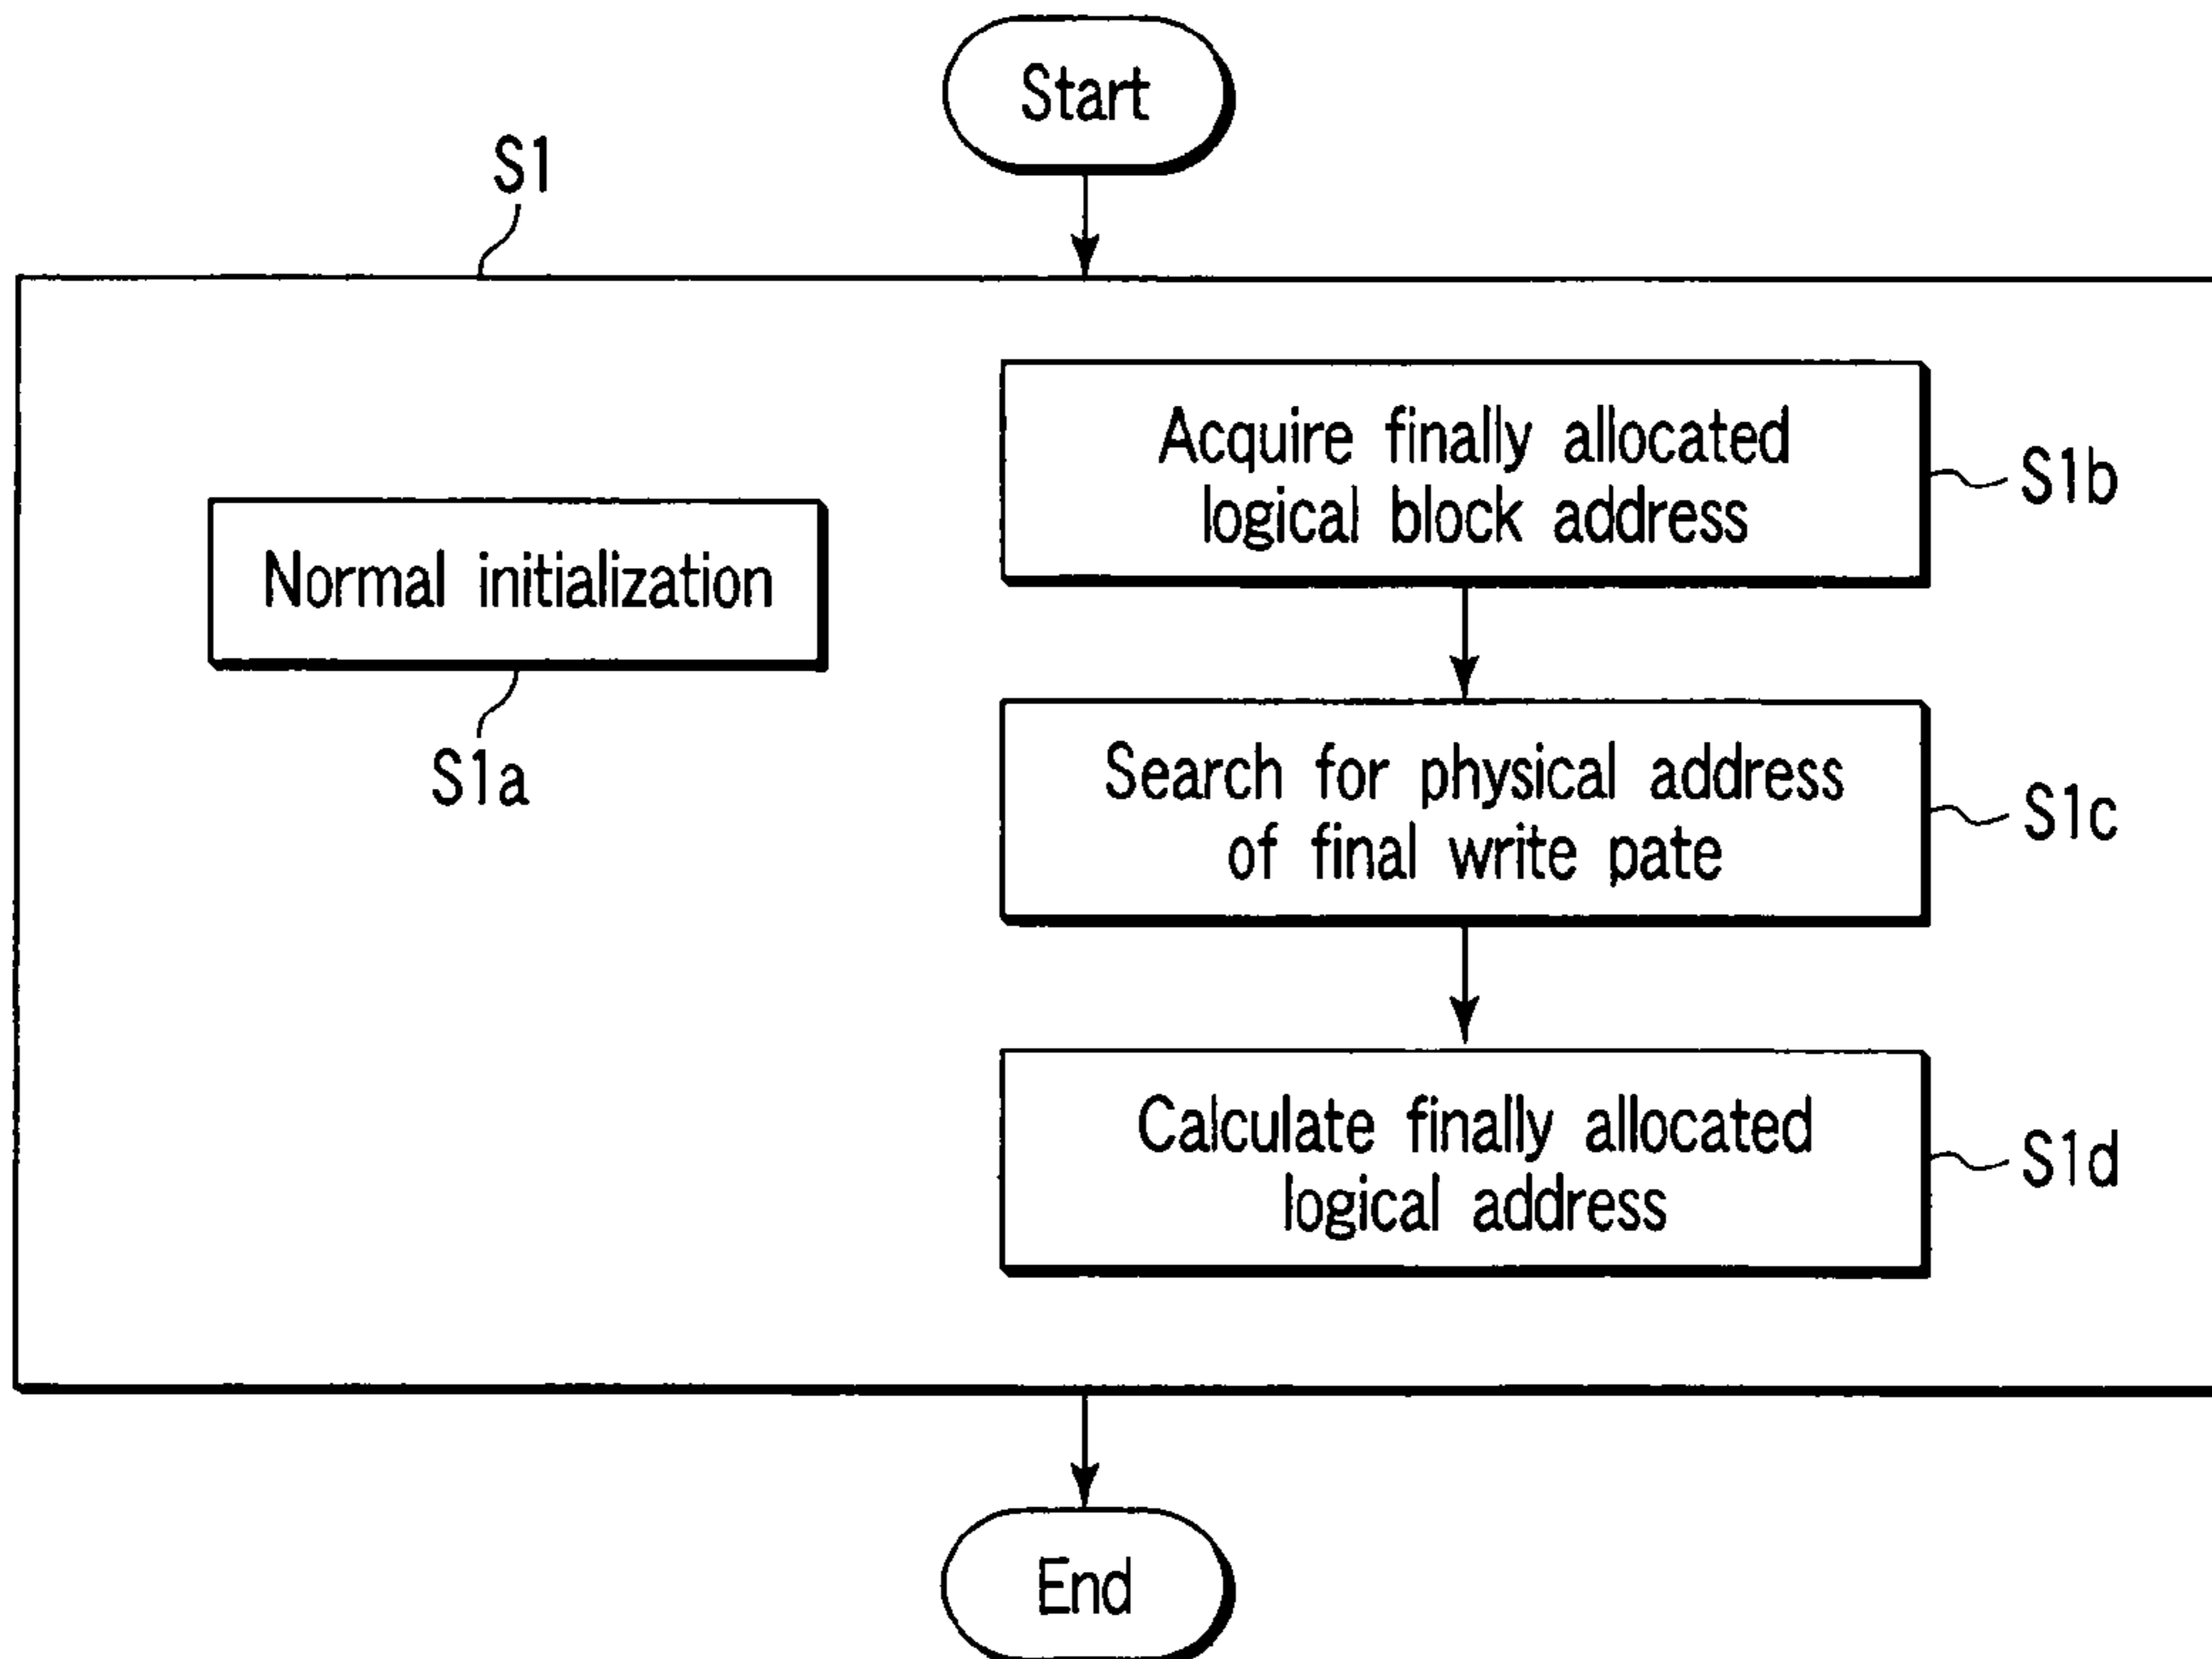 Start
S1
Acquire finally allocated
logical block address
S1b
Normal initialization
S1a
Search for physical address
of final write pate
S1c
Calculate finally allocated
logical address
S1d
End